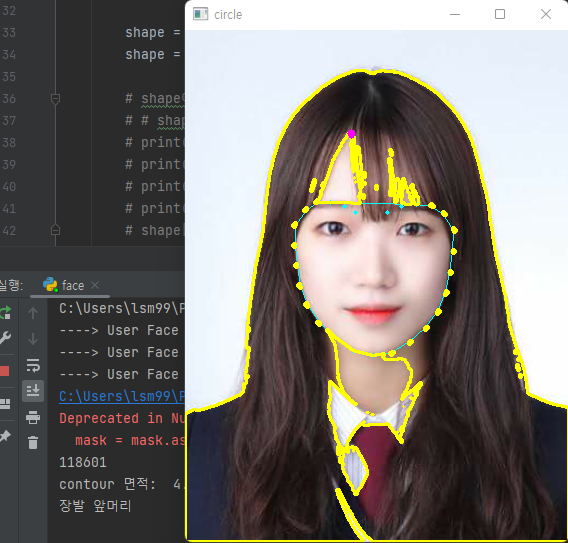 circle
32
33 shape =
34 shape =
35
36 # shape
37 # # shap
38 # print(
39 # print(
40 # print(
41 # print(
42 # shape[
실행: face
C:\Users\lsm99\P
----> User Face
----> User Face
----> User Face
C:\Users\lsm99\P
Deprecated in Nu
mask = mask.as
118601
contour 면적: 4.
장발 앞머리